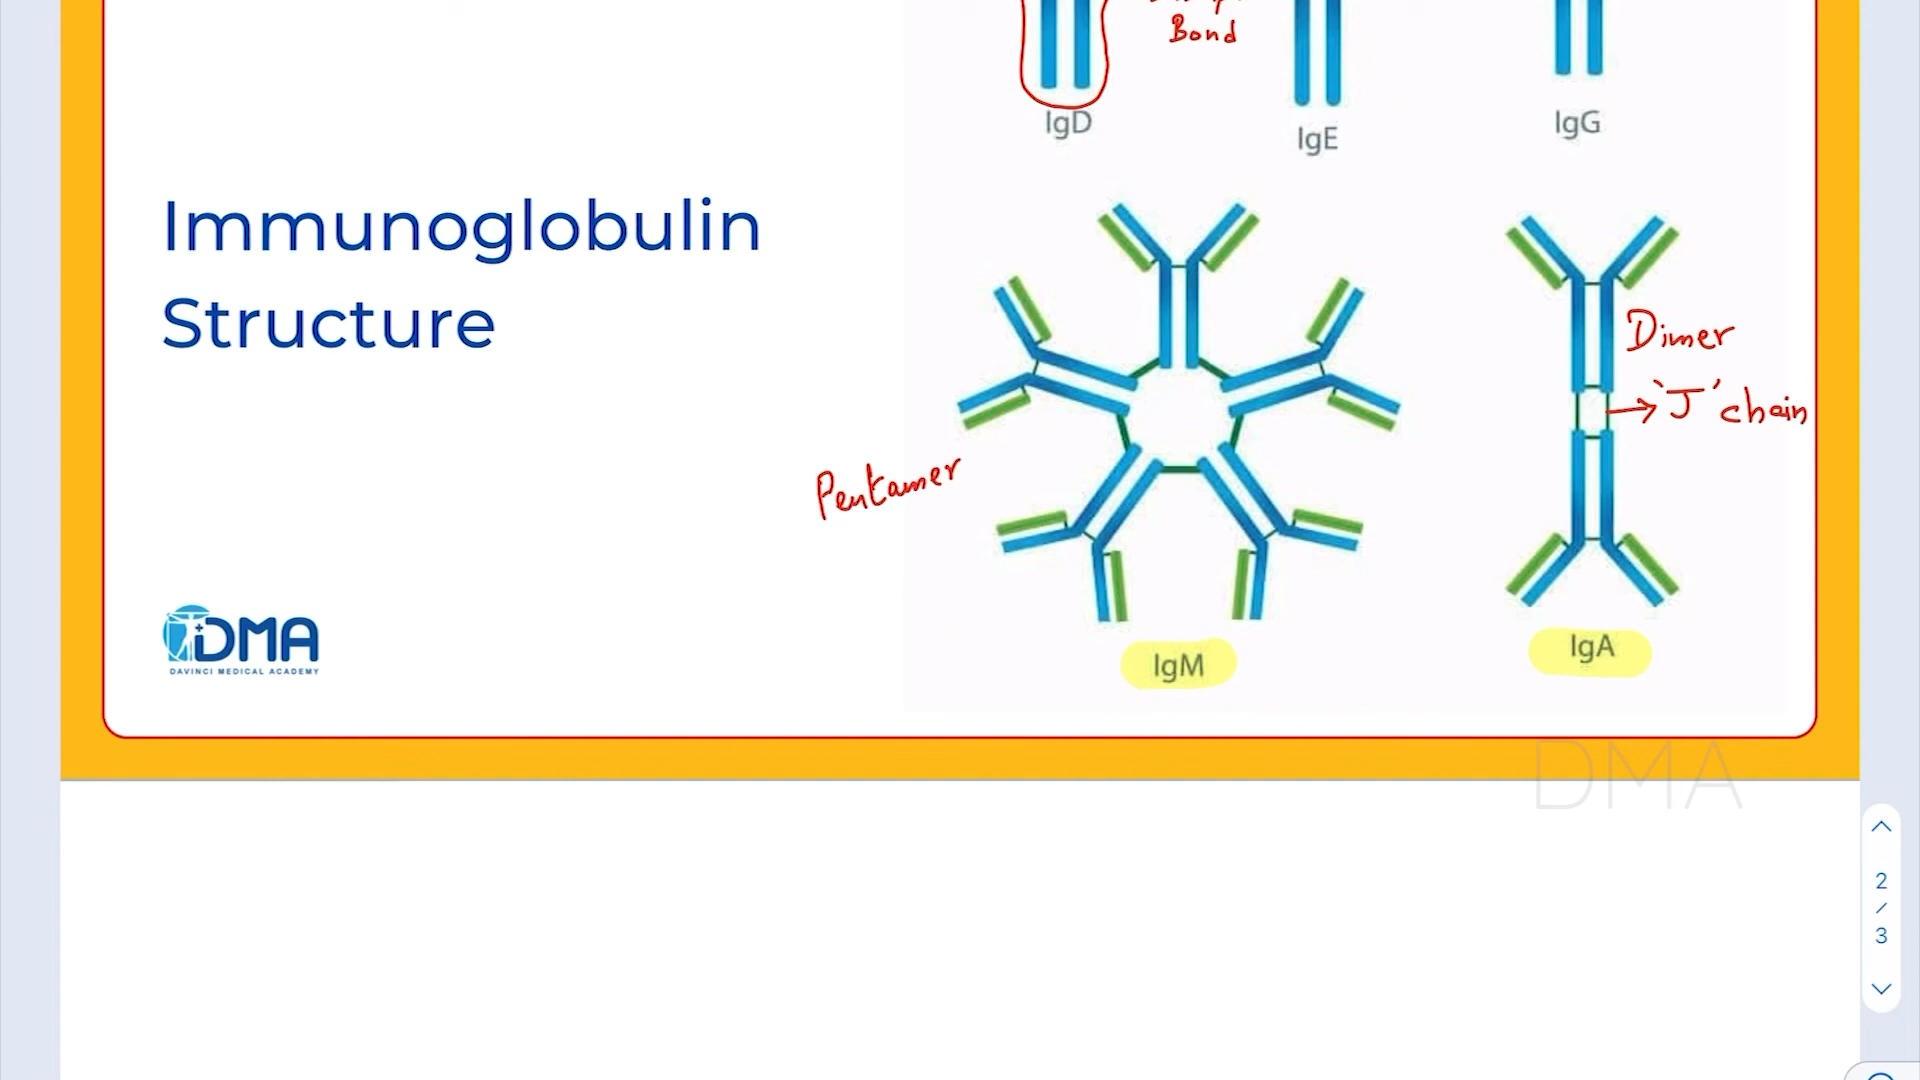 Bond
IgD
IgE
IgG
Immunoglobulin
Structure
Dimer
'J' chain
Pentamer
IgM
IgA
DMA
DAVINCI MEDICAL ACADEMY
DMA
2
/
3